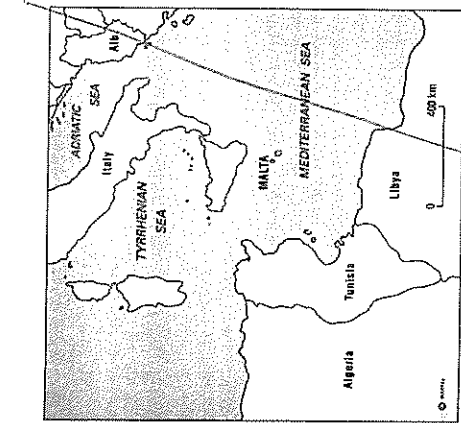 ADRIATIC SEA
Alb
Italy
TYRRHENIAN
SEA
MALTA
MEDITERRANEAN SEA
Algeria
Tunisia
Libya
0 400 km